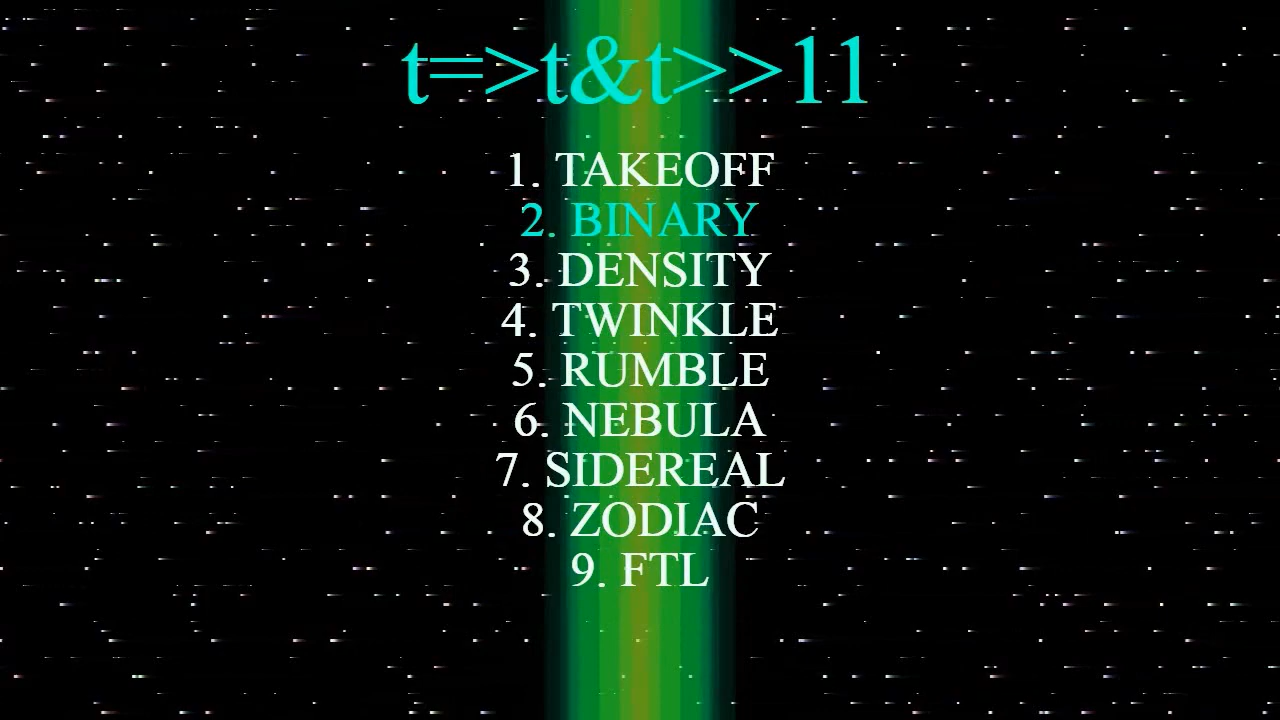 t=>t&t>>11
1. TAKEOFF
2. BINARY
3. DENSITY
4. TWINKLE
5. RUMBLE
6. NEBULA
7. SIDEREAL
8. ZODIAC
9. FTL